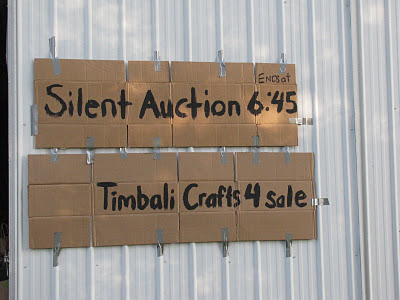 Ends at
Silent Auction 6:45
Timbali Crafts 4 sale